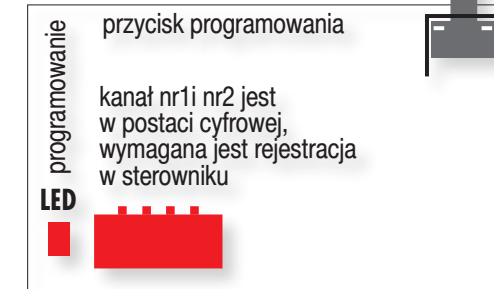 programowanie
przycisk programowania
kanał nr1i nr2 jest
w postaci cyfrowej,
wymagana jest rejestracja
w sterowniku
LED